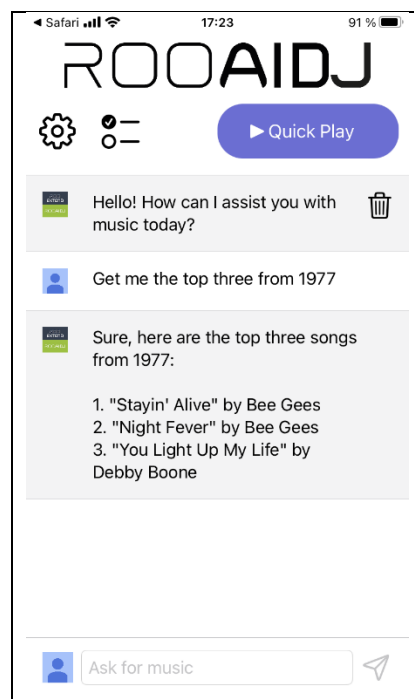 ◄ Safari 17:23 91 %
ROOAIDJ
► Quick Play
Hello! How can I assist you with
music today?
Get me the top three from 1977
Sure, here are the top three songs
from 1977:
1. "Stayin' Alive" by Bee Gees
2. "Night Fever" by Bee Gees
3. "You Light Up My Life" by
Debby Boone
Ask for music